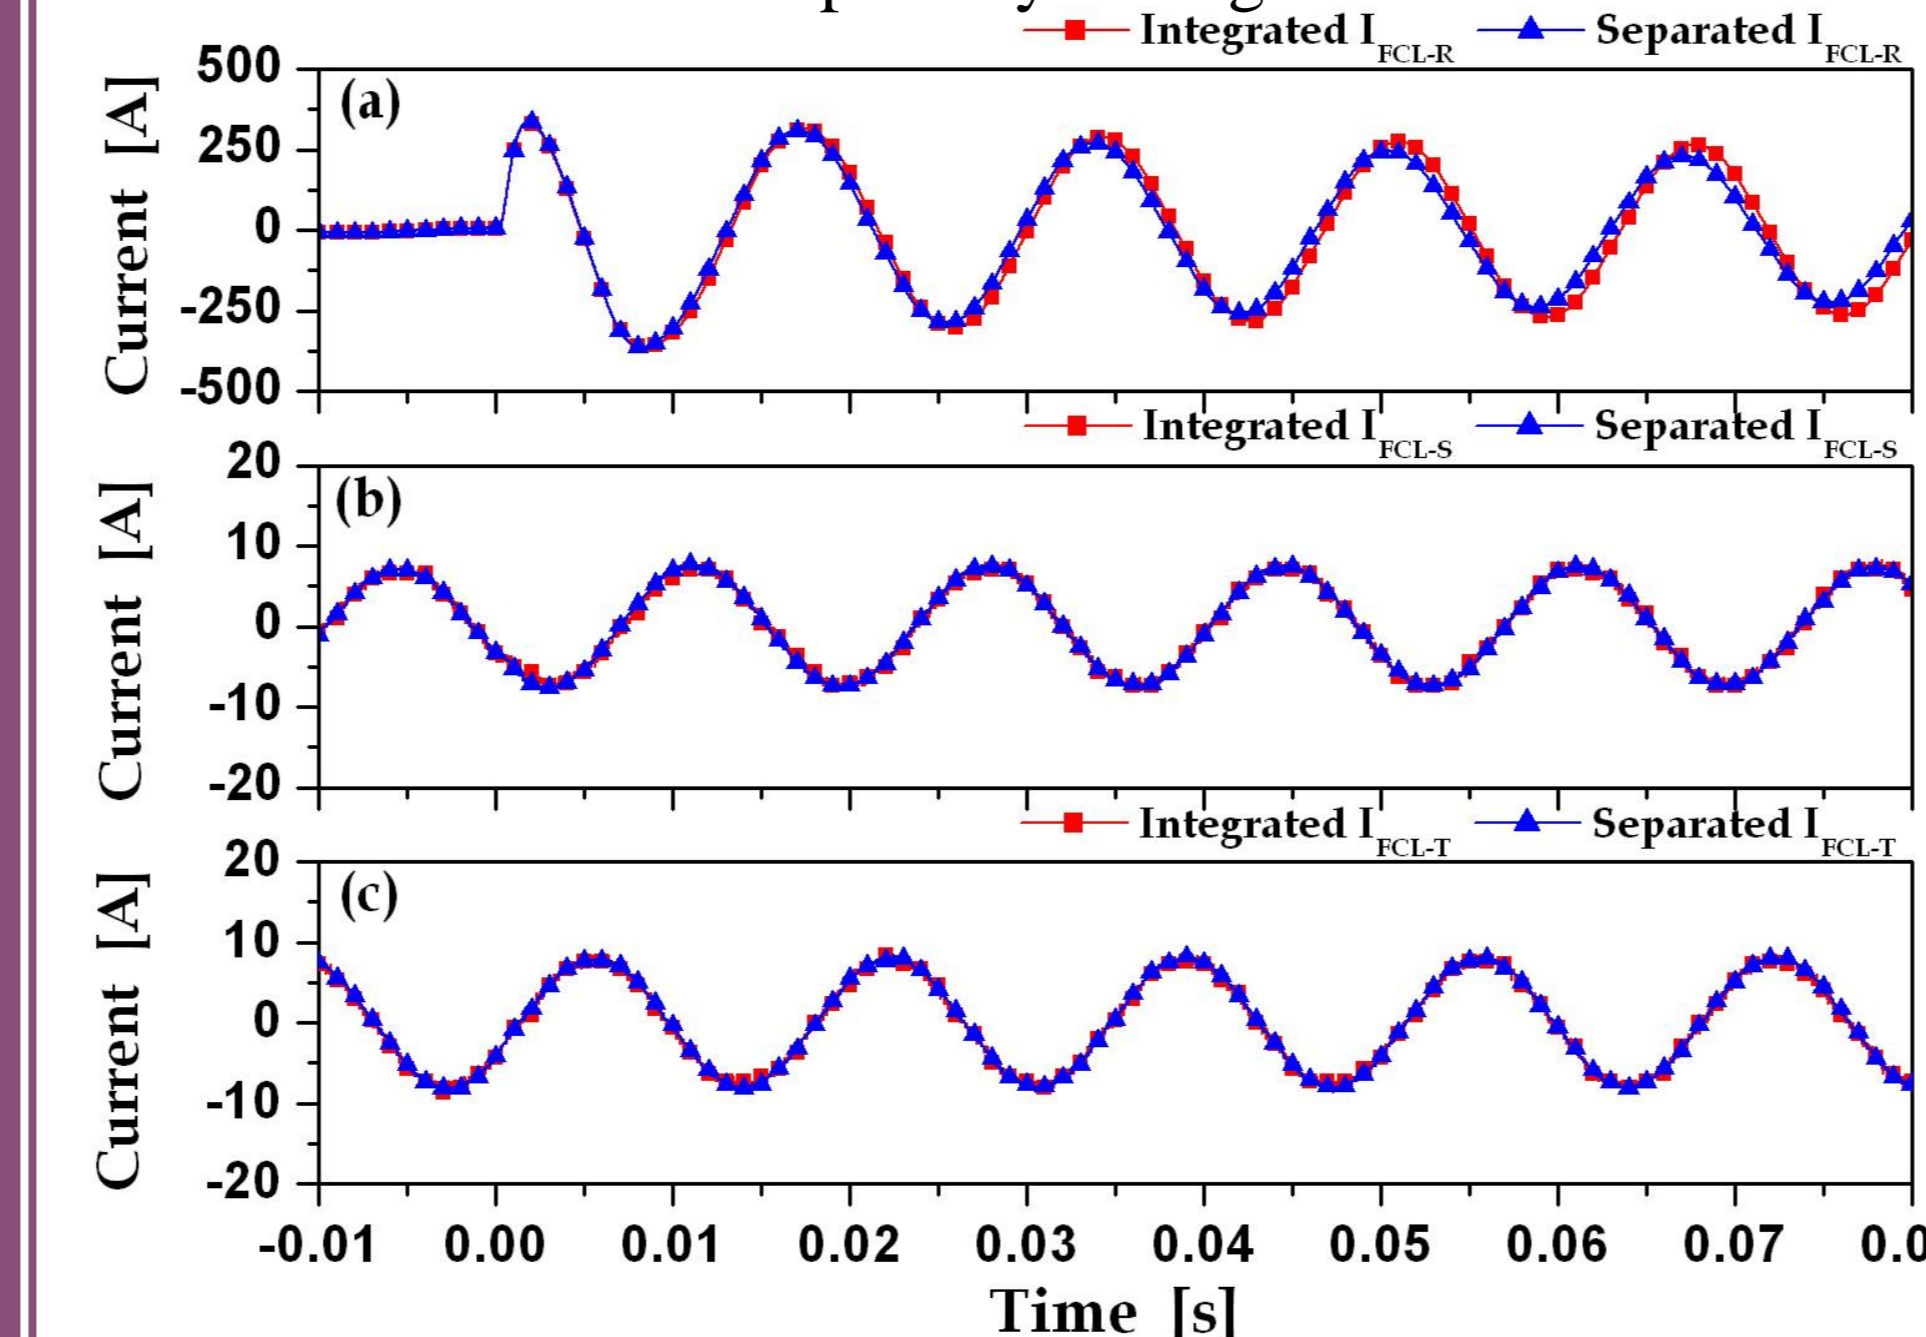 Integrated I FCL-R Separated I FCL-R
500
250
0
-250
-500
Current [A]
(a)
Integrated I FCL-S Separated I FCL-S
20
10
0
-10
-20
Current [A]
(b)
Integrated I FCL-T Separated I FCL-T
20
10
0
-10
-20
Current [A]
(c)
-0.01 0.00 0.01 0.02 0.03 0.04 0.05 0.06 0.07 0.0
Time [s]